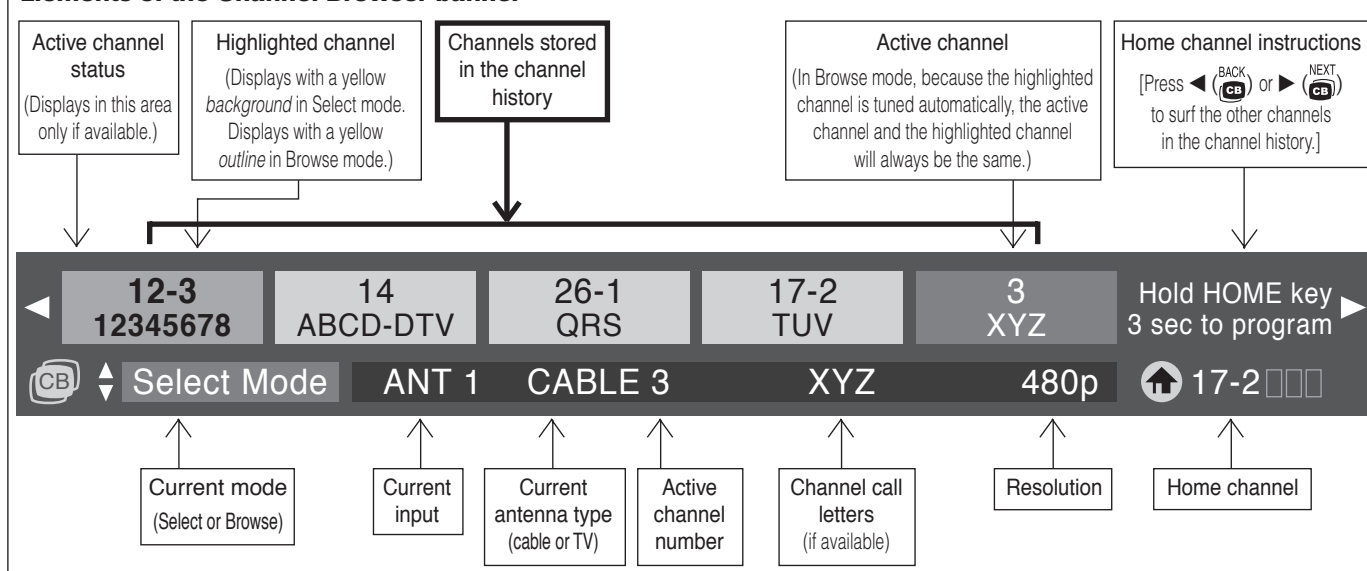 Elements of the Channel Browser banner
Active channel
status
(Displays in this area
only if available.)
Highlighted channel
(Displays with a yellow
background in Select mode.
Displays with a yellow
outline in Browse mode.)
Channels stored
in the channel
history
Active channel
(In Browse mode, because the highlighted
channel is tuned automatically, the active
channel and the highlighted channel
will always be the same.)
Home channel instructions
[Press ◀ (BACK CB) or ▶ (NEXT CB)
to surf the other channels
in the channel history.]
12-3
12345678
14
ABCD-DTV
26-1
QRS
17-2
TUV
3
XYZ
Hold HOME key
3 sec to program
CB Select Mode ANT 1 CABLE 3 XYZ 480p 17-2
Current mode
(Select or Browse)
Current
input
Current
antenna type
(cable or TV)
Active
channel
number
Channel call
letters
(if available)
Resolution
Home channel